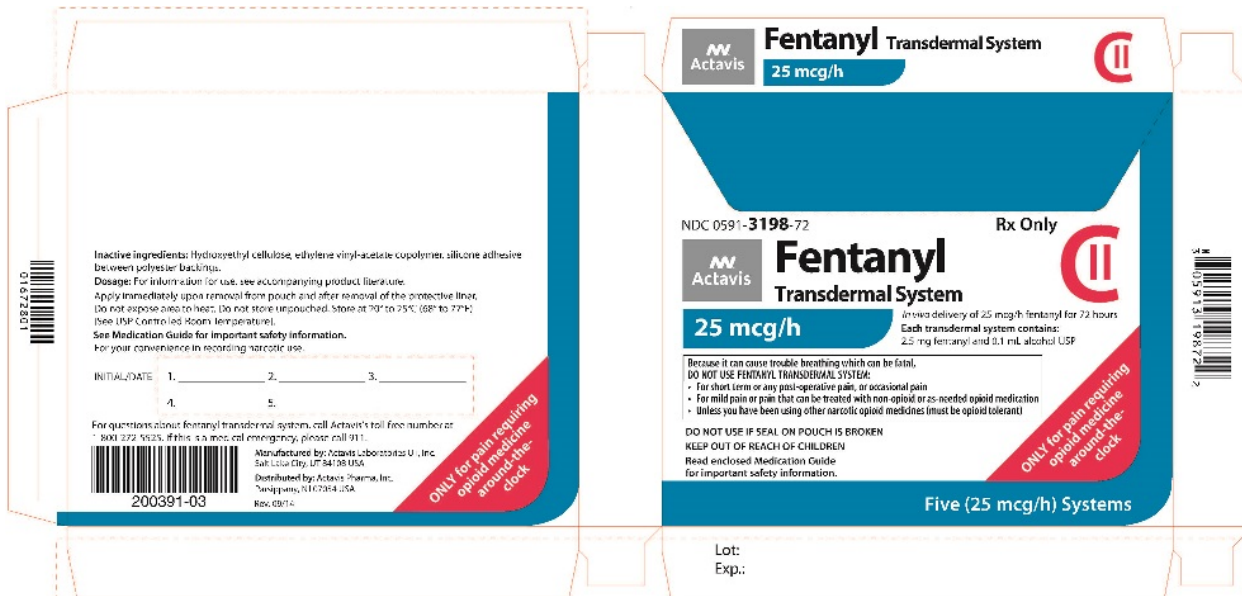 Actavis
Fentanyl Transdermal System
25 mcg/h
CII
Inactive ingredients: Hydroxyethyl cellulose, ethylene vinyl-acetate copolymer, silicone adhesive
between polyester backings.
Dosage: For information for use, see accompanying product literature.
Apply immediately upon removal from pouch and after removal of the protective liner.
Do not expose area to heat. Do not store unpouched. Store at 20° to 25°C (68° to 77°F)
[See USP Controlled Room Temperature].
See Medication Guide for important safety information.
For your convenience in recording narcotic use.
INITIAL/DATE 1. 2. 3.
4. 5.
For questions about fentanyl transdermal system, call Actavis's toll free number at
1 800 272 5525. If this is a medical emergency, please call 911.
200391-03
Manufactured by: Actavis Laboratories UT, Inc.
Salt Lake City, UT 84108 USA
Distributed by: Actavis Pharma, Inc.
Parsippany, NJ 07054 USA
Rev. 09/14
ONLY for pain requiring
opioid medicine
around-the-
clock
01672801
NDC 0591-3198-72
Rx Only
Actavis
Fentanyl
Transdermal System
CII
25 mcg/h
In vivo delivery of 25 mcg/h fentanyl for 72 hours
Each transdermal system contains:
2.5 mg fentanyl and 0.1 mL alcohol USP
Because it can cause trouble breathing which can be fatal,
DO NOT USE FENTANYL TRANSDERMAL SYSTEM:
• For short term or any post-operative pain, or occasional pain
• For mild pain or pain that can be treated with non-opioid or as-needed opioid medication
• Unless you have been using other narcotic opioid medicines (must be opioid tolerant)
DO NOT USE IF SEAL ON POUCH IS BROKEN
KEEP OUT OF REACH OF CHILDREN
Read enclosed Medication Guide
for important safety information.
ONLY for pain requiring
opioid medicine
around-the-
clock
Five (25 mcg/h) Systems
N
3 05913 19872 2
Lot:
Exp.: